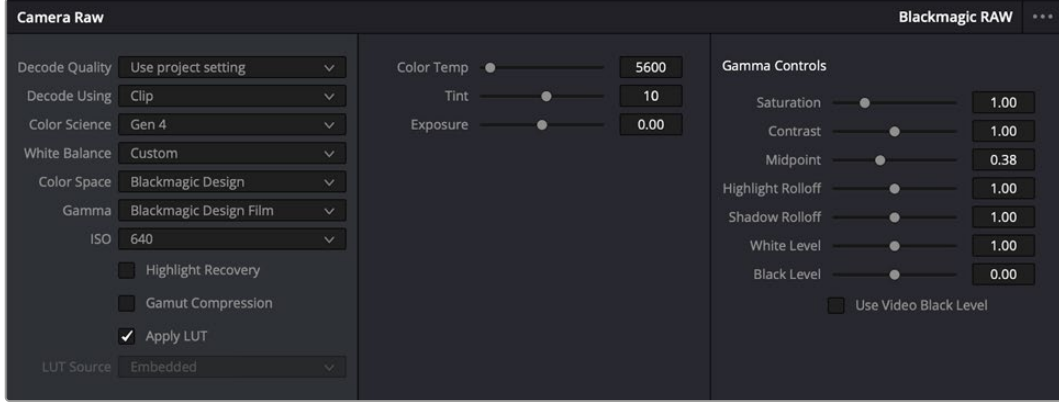 Camera Raw
Blackmagic RAW
Decode Quality Use project setting
Decode Using Clip
Color Science Gen 4
White Balance Custom
Color Space Blackmagic Design
Gamma Blackmagic Design Film
ISO 640
Highlight Recovery
Gamut Compression
Apply LUT
LUT Source Embedded
Color Temp 5600
Tint 10
Exposure 0.00
Gamma Controls
Saturation 1.00
Contrast 1.00
Midpoint 0.38
Highlight Rolloff 1.00
Shadow Rolloff 1.00
White Level 1.00
Black Level 0.00
Use Video Black Level